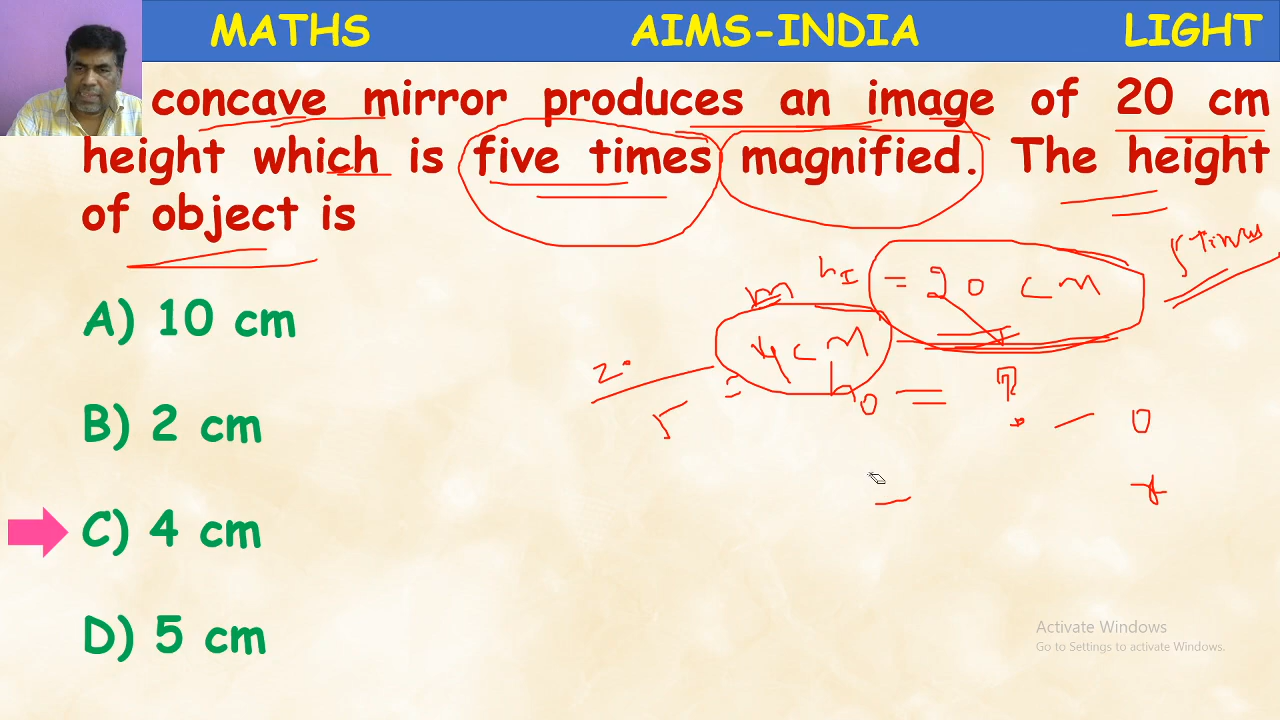 MATHS AIMS-INDIA LIGHT
concave mirror produces an image of 20 cm
height which is five times magnified. The height
of object is
5 times
h I = 20 cm
m
A) 10 cm
4 cm
h o = ?
B) 2 cm
C) 4 cm
D) 5 cm
Activate Windows
Go to Settings to activate Windows.